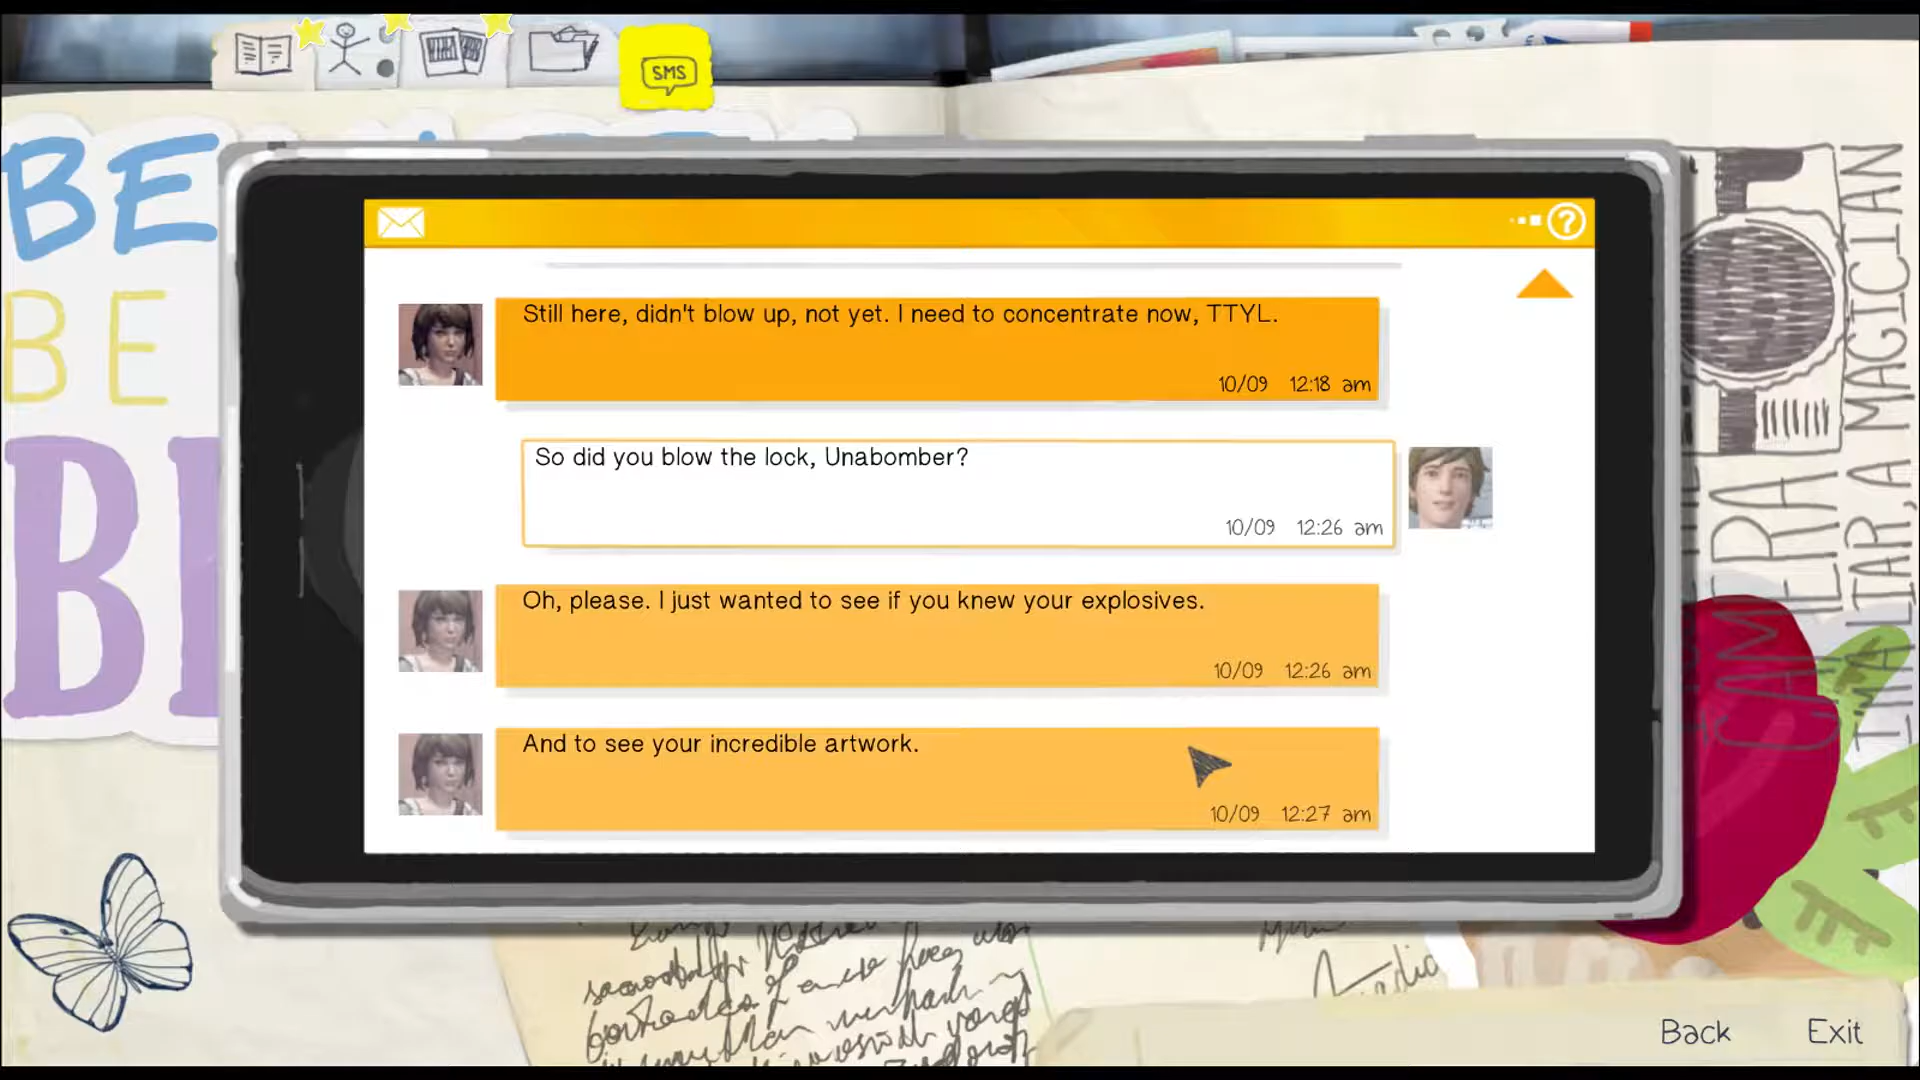 SMS
BE
BE
B
?
Still here, didn't blow up, not yet. I need to concentrate now, TTYL.
10/09 12:18 am
So did you blow the lock, Unabomber?
10/09 12:26 am
Oh, please. I just wanted to see if you knew your explosives.
10/09 12:26 am
And to see your incredible artwork.
10/09 12:27 am
CAMERA
I'M A LIAR, A MAGICIAN
Back Exit